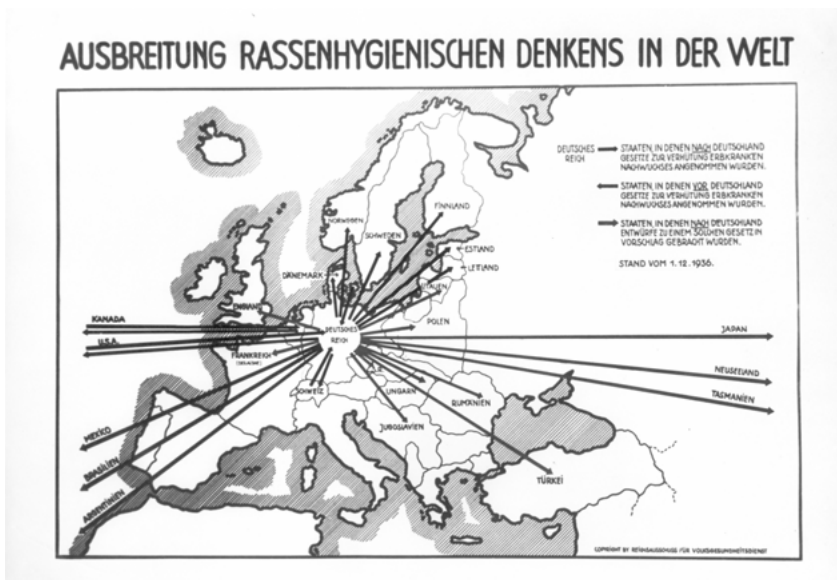 AUSBREITUNG RASSENHYGIENISCHEN DENKENS IN DER WELT
DEUTSCHES
REICH
STAATEN, IN DENEN NACH DEUTSCHLAND
GESETZE ZUR VERHÜTUNG ERBKRANKEN
NACHWUCHSES ANGENOMMEN WURDEN.
STAATEN, IN DENEN VOR DEUTSCHLAND
GESETZE ZUR VERHÜTUNG ERBKRANKEN
NACHWUCHSES ANGENOMMEN WURDEN.
STAATEN, IN DENEN NACH DEUTSCHLAND
ENTWÜRFE ZU EINEM SOLCHEN GESETZ IN
VORSCHLAG GEBRACHT WURDEN.
STAND VOM 1.12.1936.
NORWEGEN
FINNLAND
SCHWEDEN
ESTLAND
LETTLAND
DÄNEMARK
LITAUEN
ENGLAND
POLEN
KANADA
DEUTSCHES
REICH
JAPAN
U.S.A.
FRANKREICH
NEUSEELAND
SCHWEIZ
UNGARN
RUMÄNIEN
TASMANIEN
JUGOSLAVIEN
MEXICO
BRASILIEN
ARGENTINIEN
TÜRKEI
COPYRIGHT BY REICHSAUSSCHUSS FÜR VOLKSGESUNDHEITSDIENST